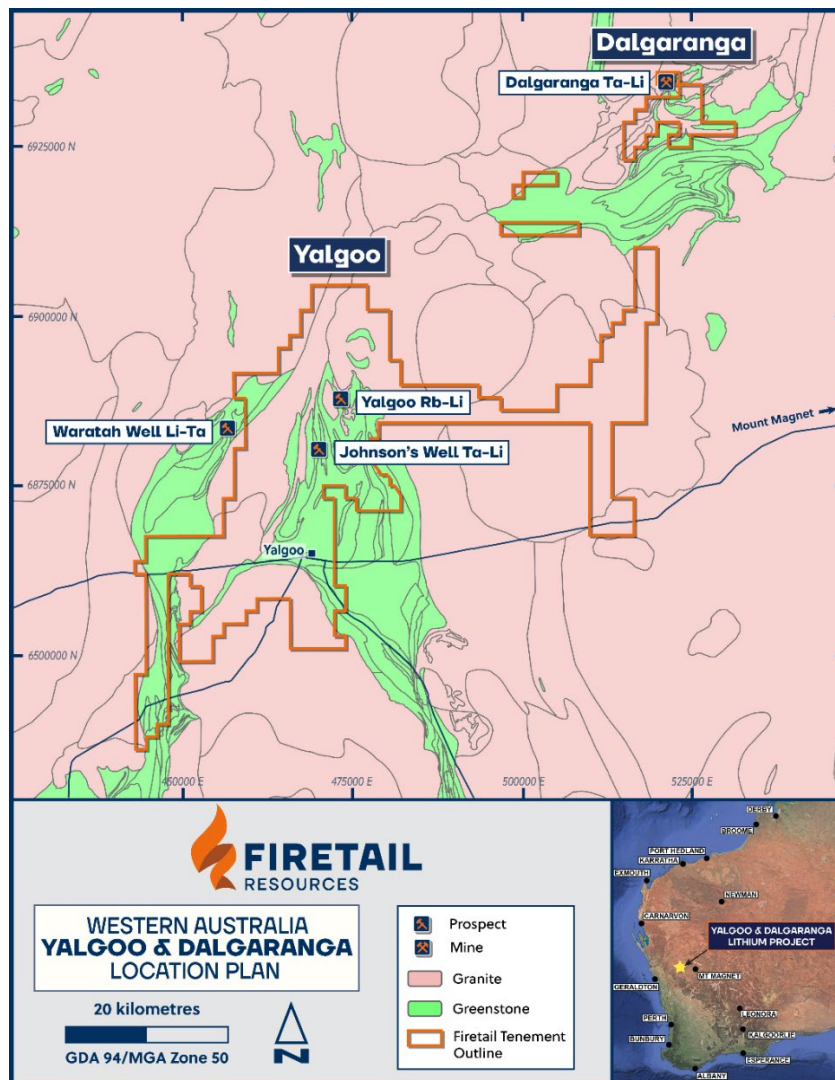 Dalgaranga
Dalgaranga Ta-Li
6925000 N
Yalgoo
6900000 N
Yalgoo Rb-Li
Waratah Well Li-Ta
Mount Magnet
Johnson's Well Ta-Li
6875000 N
Yalgoo
6500000 N
450000 E
475000 E
500000 E
525000 E
FIRETAIL
RESOURCES
WESTERN AUSTRALIA
YALGOO & DALGARANGA
LOCATION PLAN
20 kilometres
GDA 94/MGA Zone 50
N
Prospect
Mine
Granite
Greenstone
Firetail Tenement
Outline
DERBY
BROOME
PORT HEDLAND
KARRATHA
EXMOUTH
NEWMAN
CARNARVON
YALGOO & DALGARANGA
LITHIUM PROJECT
MT MAGNET
GERALDTON
LEONORA
PERTH
KALGOORLIE
BUNBURY
ESPERANCE
ALBANY